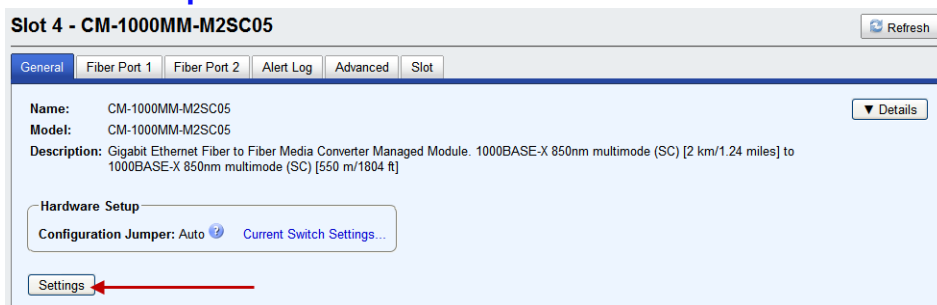 Slot 4 - CM-1000MM-M2SC05
Refresh
General Fiber Port 1 Fiber Port 2 Alert Log Advanced Slot
Name: CM-1000MM-M2SC05
▼ Details
Model: CM-1000MM-M2SC05
Description: Gigabit Ethernet Fiber to Fiber Media Converter Managed Module. 1000BASE-X 850nm multimode (SC) [2 km/1.24 miles] to
1000BASE-X 850nm multimode (SC) [550 m/1804 ft]
Hardware Setup
Configuration Jumper: Auto ? Current Switch Settings...
Settings